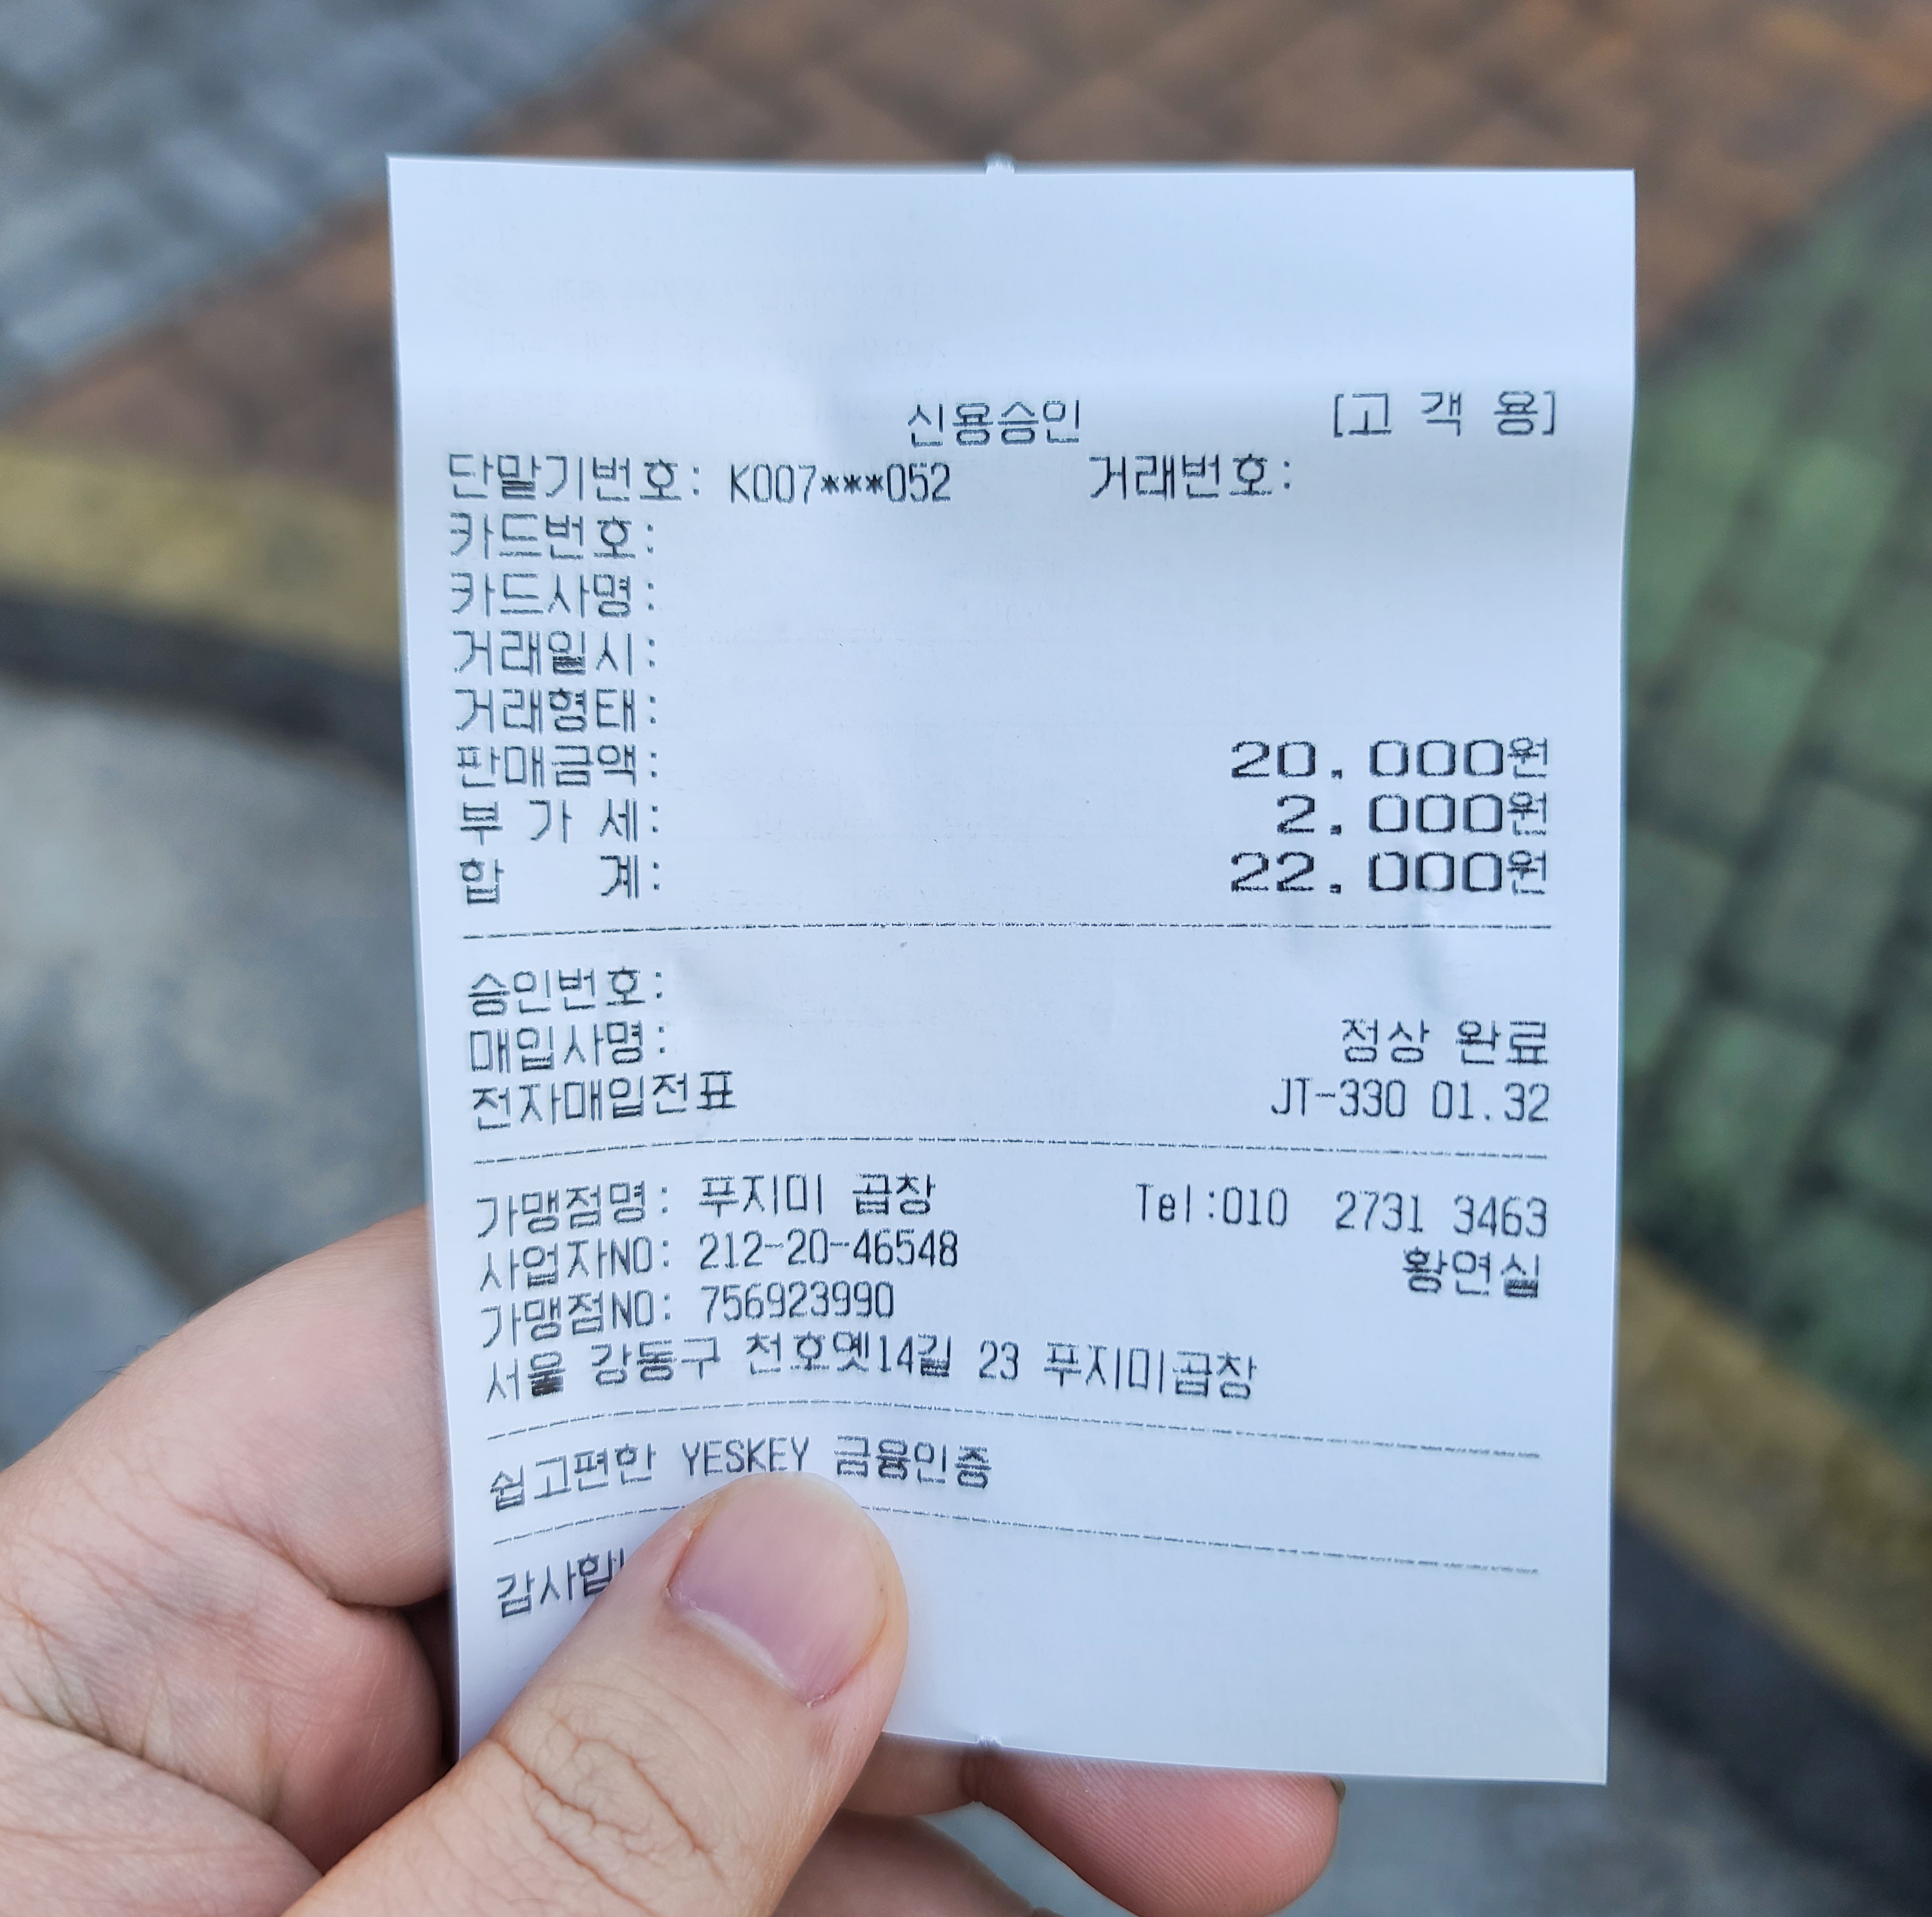 신용승인 [고 객 용]
단말기번호: K007***052 거래번호:
카드번호:
카드사명:
거래일시:
거래형태:
판매금액: 20.000원
부 가 세: 2.000원
합 계: 22.000원
승인번호:
매입사명: 정상 완료
전자매입전표 JT-330 01.32
가맹점명: 푸지미 곱창 Tel:010 2731 3463
사업자NO: 212-20-46548 황연실
가맹점NO: 756923990
서울 강동구 천호옛14길 23 푸지미곱창
쉽고편한 YESKEY 금융인증
감사합